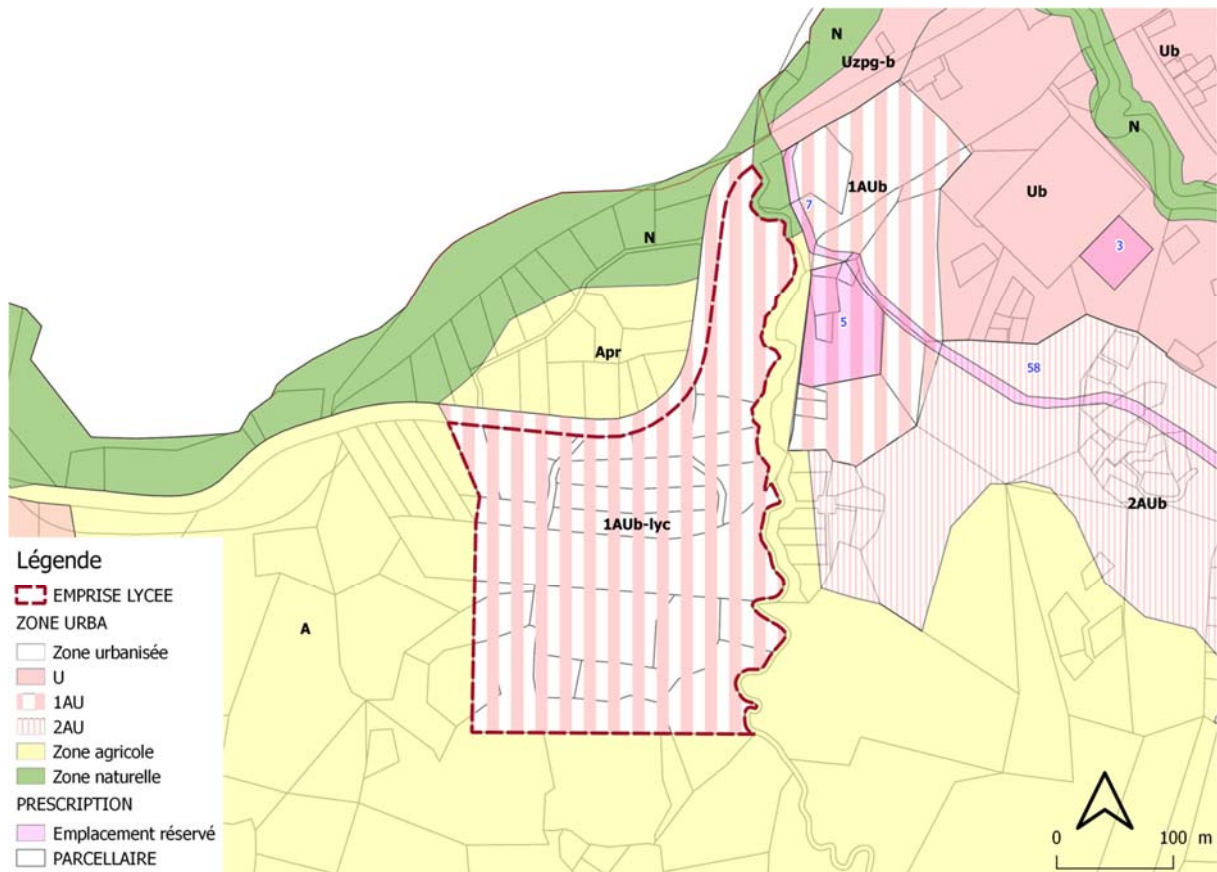 N
Ub
Uzpg-b
N
1AUb
Ub
7
N
3
5
Apr
58
2AUb
1AUb-lyc
A
Légende
EMPRISE LYCEE
ZONE URBA
Zone urbanisée
U
1AU
2AU
Zone agricole
Zone naturelle
PRESCRIPTION
Emplacement réservé
PARCELLAIRE
0 100 m